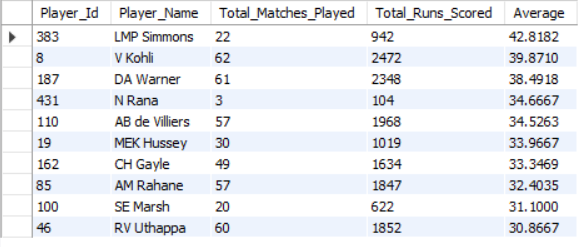 Player_Id Player_Name Total_Matches_Played Total_Runs_Scored Average
383 LMP Simmons 22 942 42.8182
8 V Kohli 62 2472 39.8710
187 DA Warner 61 2348 38.4918
431 N Rana 3 104 34.6667
110 AB de Villiers 57 1968 34.5263
19 MEK Hussey 30 1019 33.9667
162 CH Gayle 49 1634 33.3469
85 AM Rahane 57 1847 32.4035
100 SE Marsh 20 622 31.1000
46 RV Uthappa 60 1852 30.8667